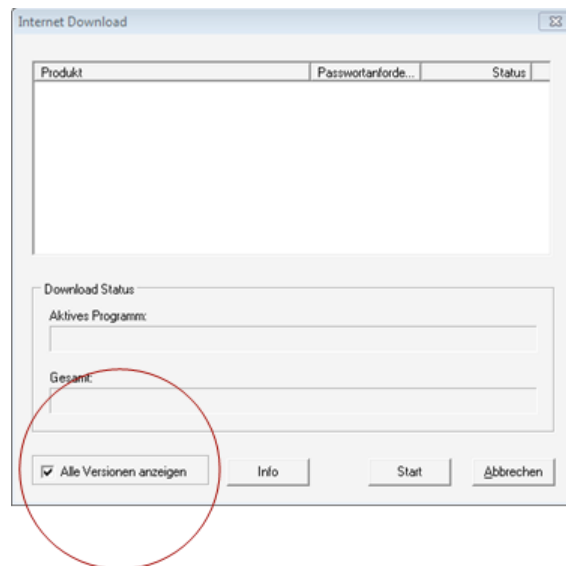 Internet Download
Produkt Passwortanforde... Status
Download Status
Aktives Programm:
Gesamt:
Alle Versionen anzeigen Info Start Abbrechen